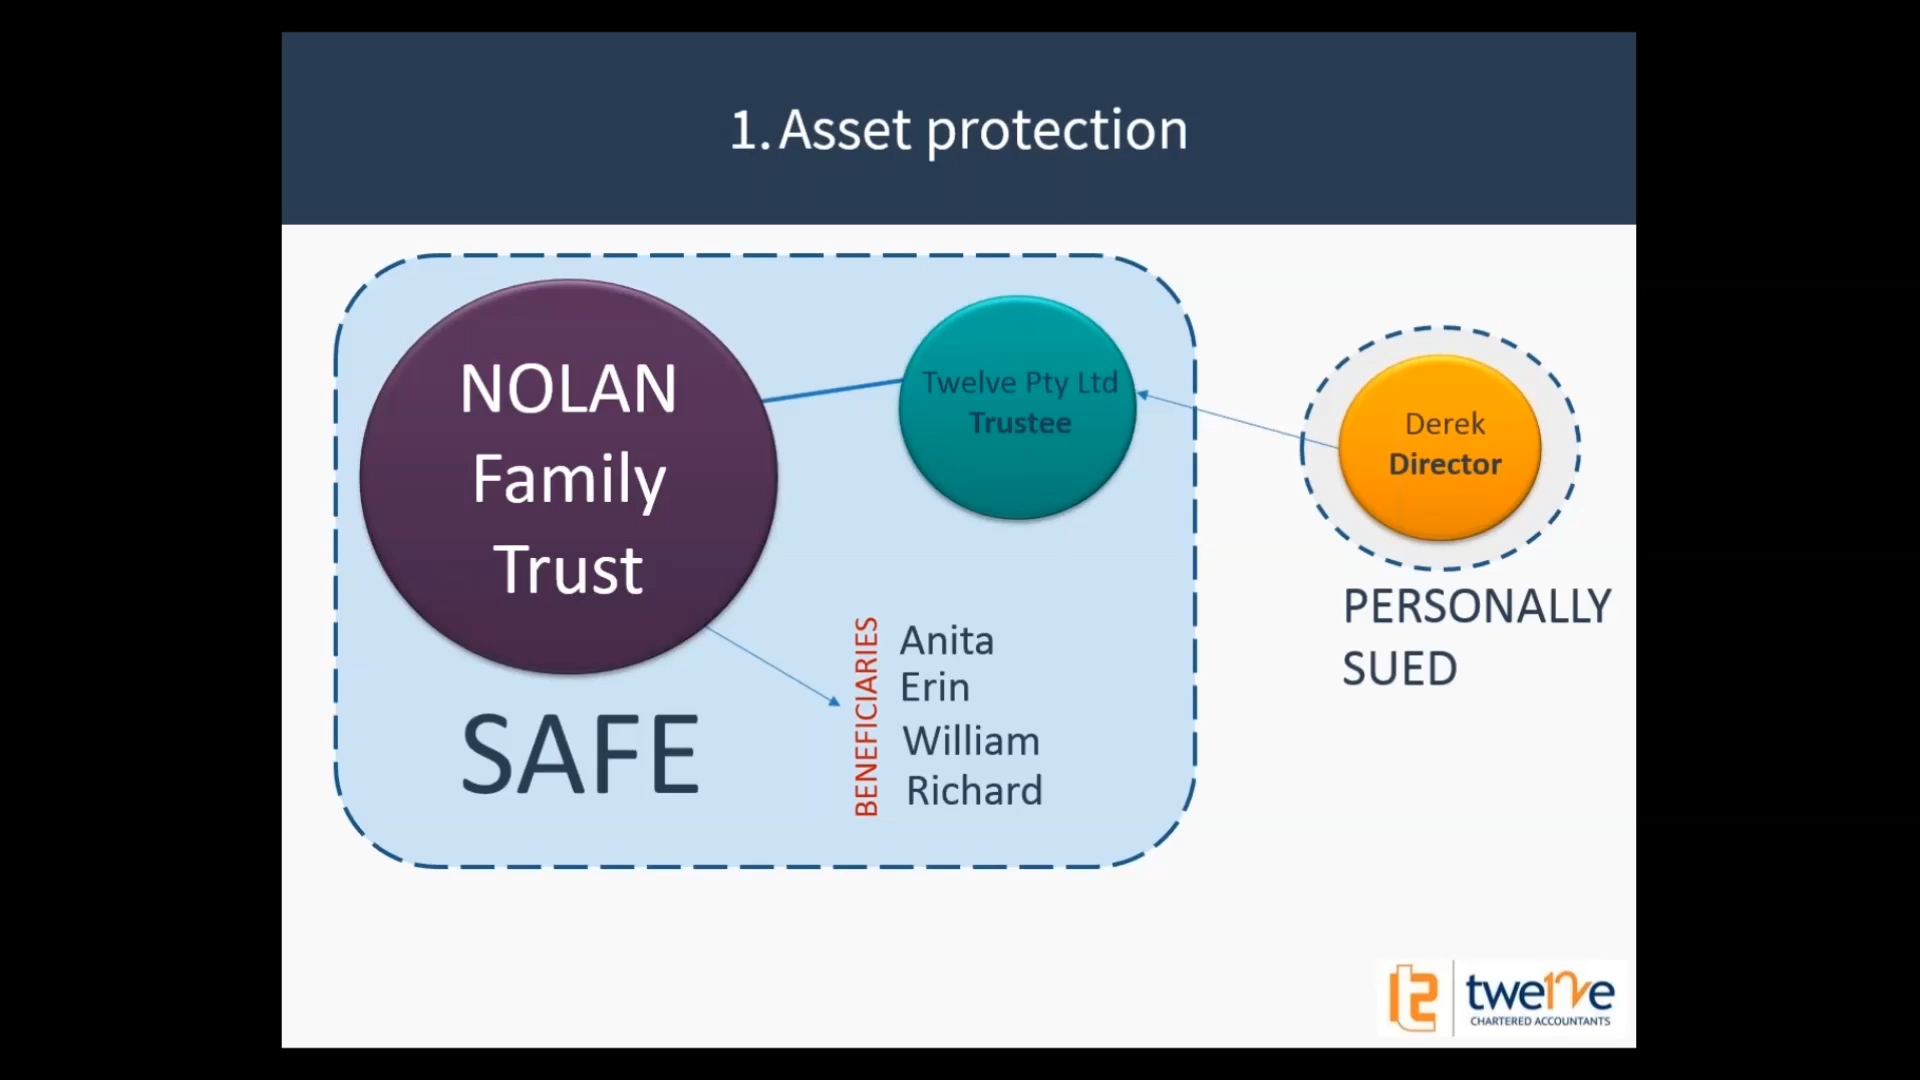 1. Asset protection
NOLAN
Family
Trust
Twelve Pty Ltd
Trustee
Derek
Director
PERSONALLY
SUED
SAFE
BENEFICIARIES
Anita
Erin
William
Richard
twe12ve
CHARTERED ACCOUNTANTS